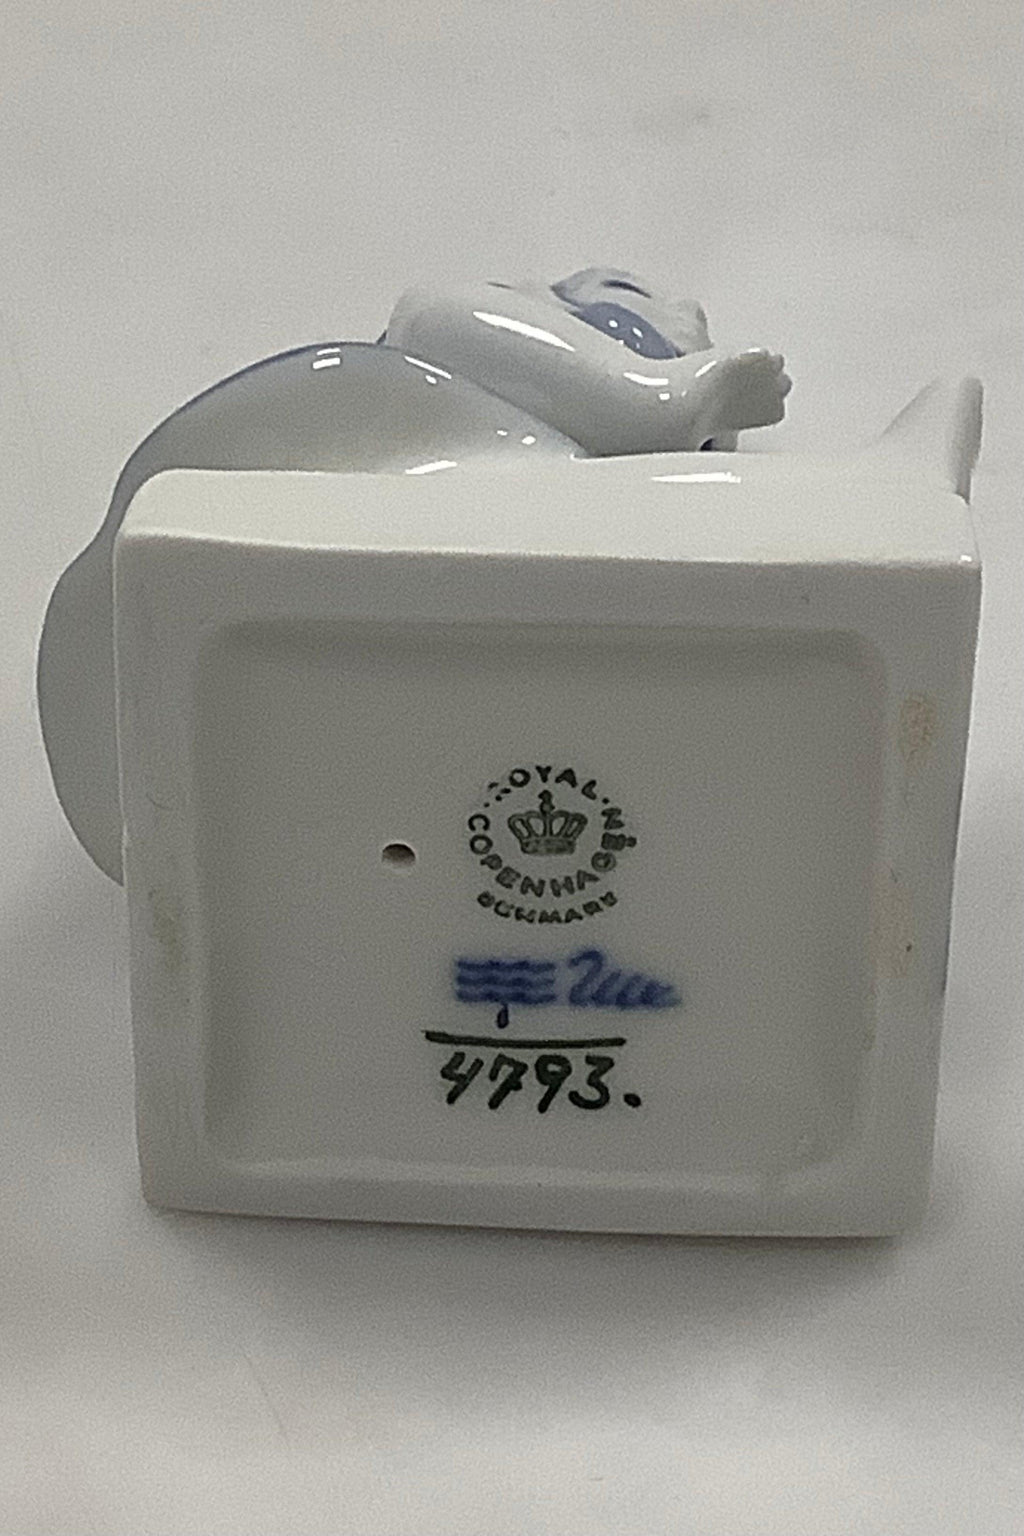 ROYAL
COPENHAGEN
DENMARK
4793.